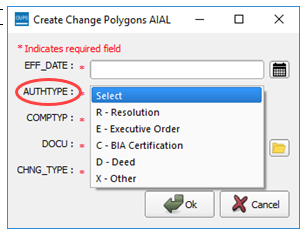 GUPS Create Change Polygons AIAL
* Indicates required field
EFF_DATE : *
AUTHTYPE : * Select
R - Resolution
COMPTYP : *
E - Executive Order
C - BIA Certification
DOCU : *
D - Deed
CHNG_TYPE : *
X - Other
Ok Cancel